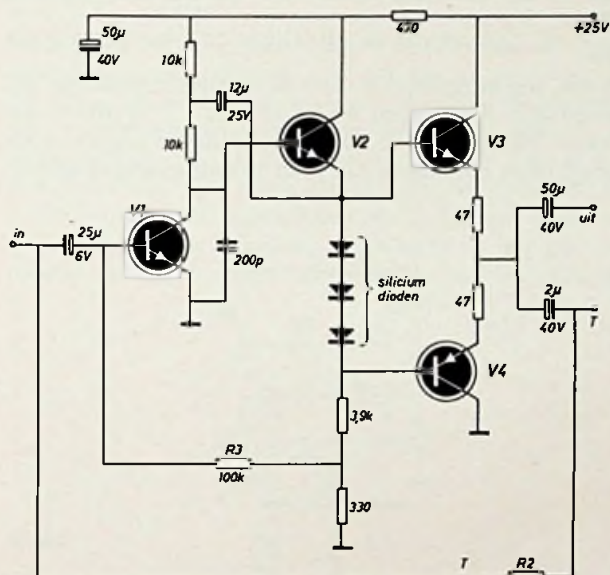 50µ
40V
10k
12µ
25V
10k
V1
V2
V3
+25V
in
25µ
6V
200p
silicium
dioden
47
47
50µ
40V
uit
2µ
40V
T
V4
3,9k
R3
100k
330
T
R2